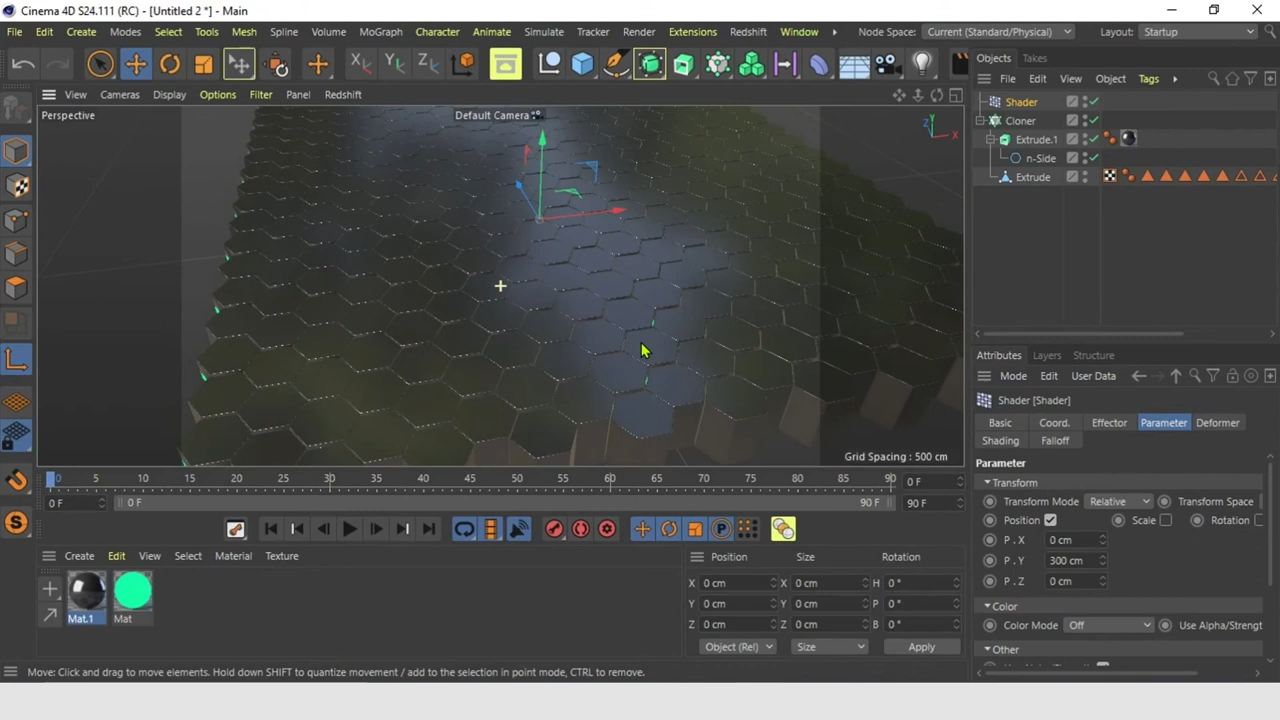 Cinema 4D S24.111 (RC) - [Untitled 2 *] - Main
File Edit Create Modes Select Tools Mesh Spline Volume MoGraph Character Animate Simulate Tracker Render Extensions Redshift Window Node Space: Current (Standard/Physical) Layout: Startup
View Cameras Display Options Filter Panel Redshift
Perspective
Default Camera
Grid Spacing : 500 cm
Objects Takes
File Edit View Object Tags
Shader
Cloner
Extrude.1
n-Side
Extrude
Attributes Layers Structure
Mode Edit User Data
Shader [Shader]
Basic Coord. Effector Parameter Deformer
Shading Falloff
Parameter
Transform
Transform Mode Relative Transform Space
Position Scale Rotation
P . X 0 cm
P . Y 300 cm
P . Z 0 cm
Color
Color Mode Off Use Alpha/Strengt
Other
0 5 10 15 20 25 30 35 40 45 50 55 60 65 70 75 80 85 90 0 F
0 F 0 F 90 F 90 F
Create Edit View Select Material Texture
Mat.1 Mat
Position Size Rotation
X 0 cm X 0 cm H 0 °
Y 0 cm Y 0 cm P 0 °
Z 0 cm Z 0 cm B 0 °
Object (Rel) Size Apply
Move: Click and drag to move elements. Hold down SHIFT to quantize movement / add to the selection in point mode, CTRL to remove.